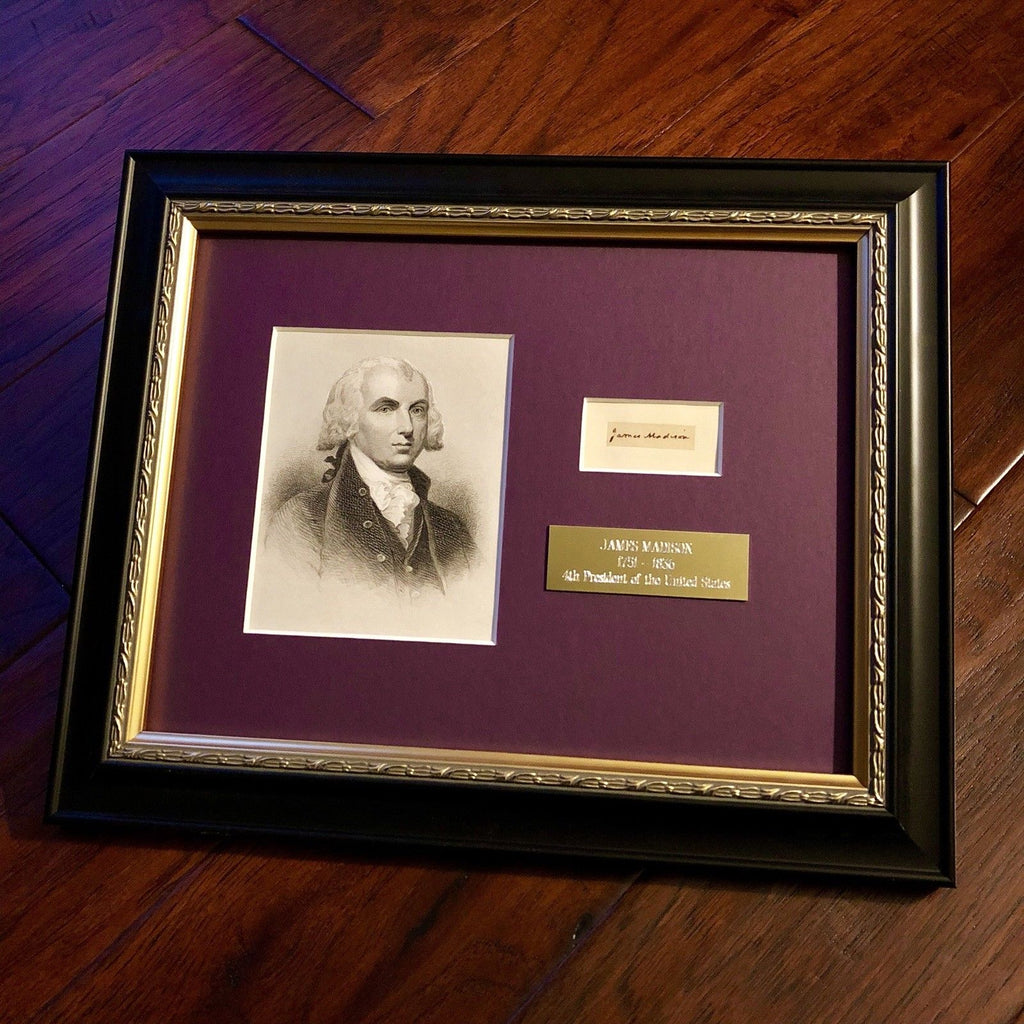 James Madison
JAMES MADISON
1751 - 1836
4th President of the United States